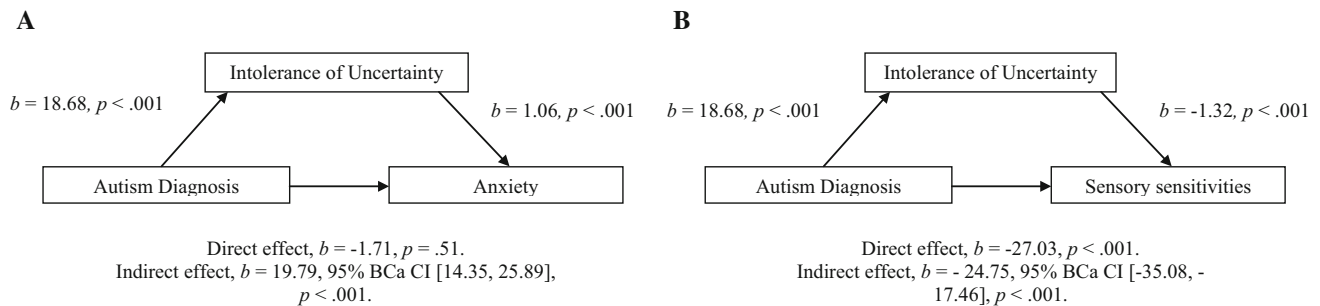 A
Intolerance of Uncertainty
b = 18.68, p < .001
b = 1.06, p < .001
Autism Diagnosis
Anxiety
Direct effect, b = -1.71, p = .51.
Indirect effect, b = 19.79, 95% BCa CI [14.35, 25.89],
p < .001.
B
Intolerance of Uncertainty
b = 18.68, p < .001
b = -1.32, p < .001
Autism Diagnosis
Sensory sensitivities
Direct effect, b = -27.03, p < .001.
Indirect effect, b = - 24.75, 95% BCa CI [-35.08, -
17.46], p < .001.